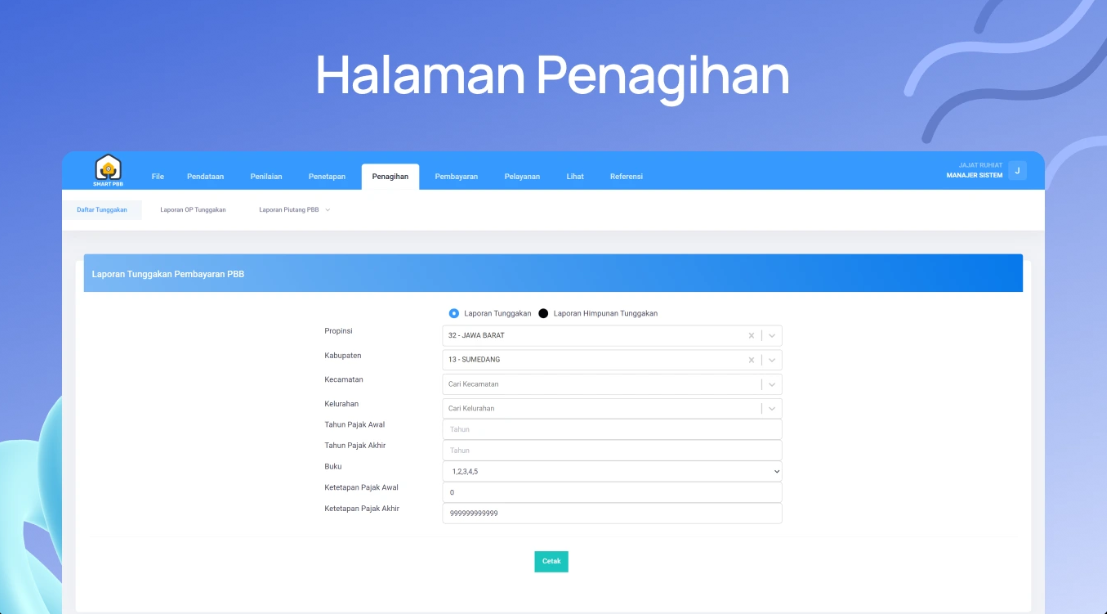 Halaman Penagihan
SMART PBB
File Pendataan Penilaian Penetapan Penagihan Pembayaran Pelayanan Lihat Referensi
JAJAT RUHIAT
MANAJER SISTEM
J
Daftar Tunggakan Laporan OP Tunggakan Laporan Piutang PBB
Laporan Tunggakan Pembayaran PBB
Laporan Tunggakan Laporan Himpunan Tunggakan
Propinsi 32 - JAWA BARAT
Kabupaten 13 - SUMEDANG
Kecamatan Cari Kecamatan
Kelurahan Cari Kelurahan
Tahun Pajak Awal Tahun
Tahun Pajak Akhir Tahun
Buku 1,2,3,4,5
Ketetapan Pajak Awal 0
Ketetapan Pajak Akhir 999999999999
Cetak